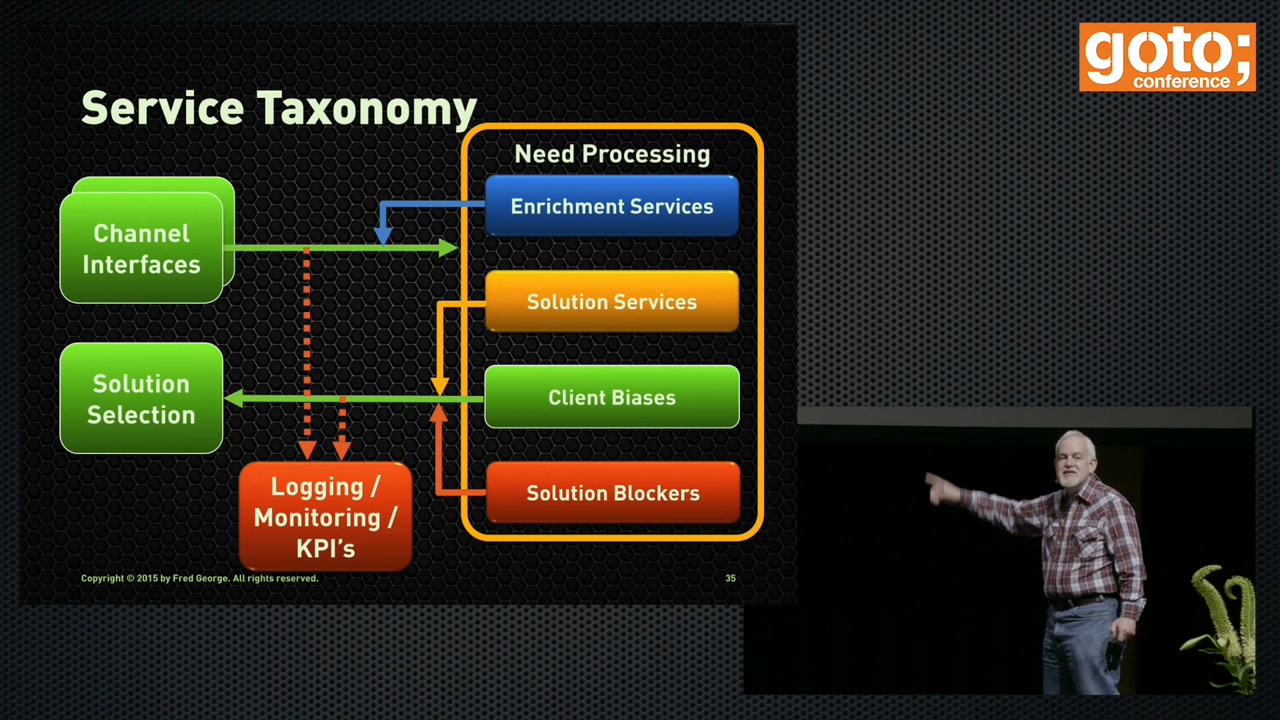 goto;
conference
Service Taxonomy
Need Processing
Channel
Interfaces
Enrichment Services
Solution Services
Solution
Selection
Client Biases
Solution Blockers
Logging /
Monitoring /
KPI's
Copyright © 2015 by Fred George. All rights reserved.
35